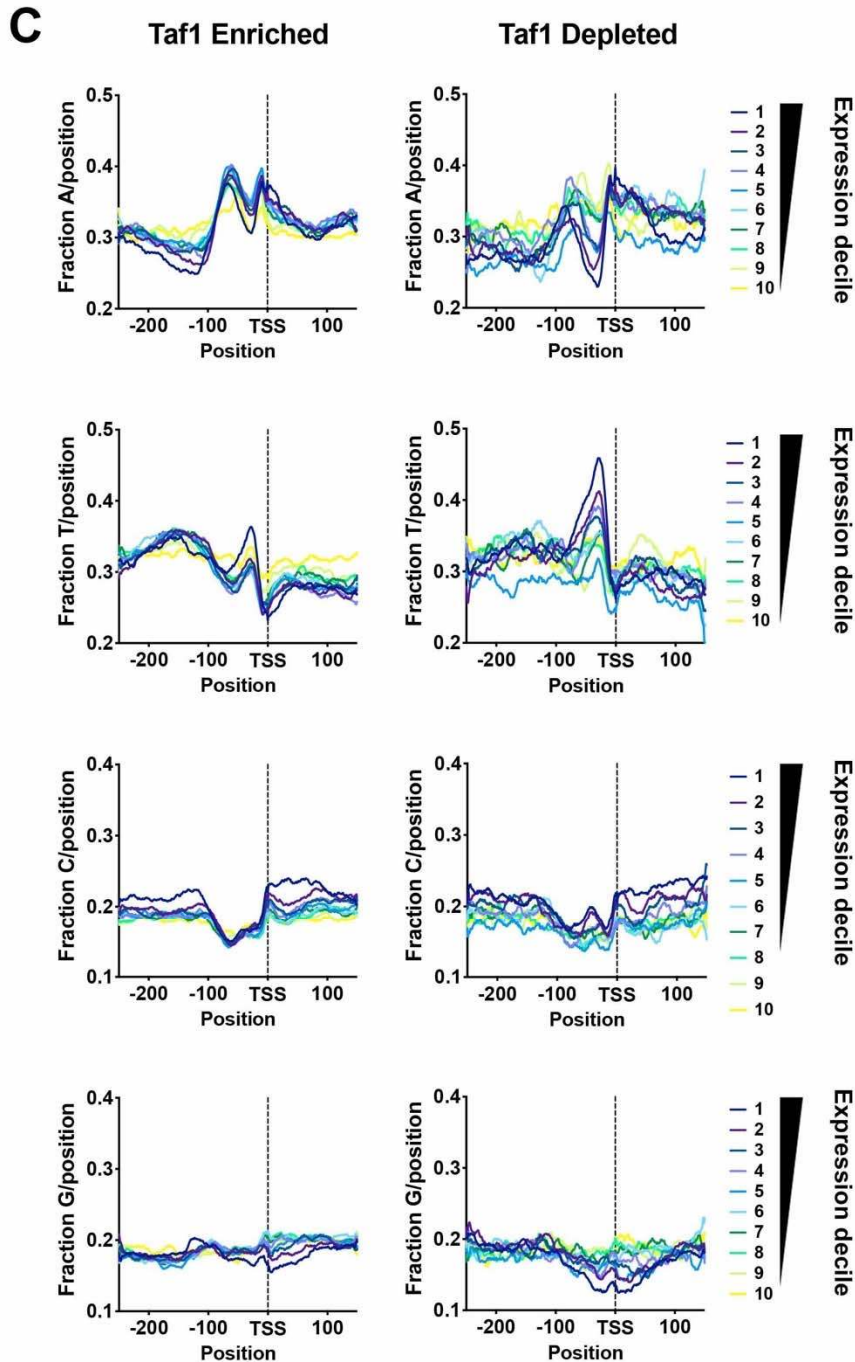 C
Taf1 Enriched
Taf1 Depleted
Fraction A/position
0.5
0.4
0.3
0.2
-200 -100 TSS 100
Position
0.5
0.4
0.3
0.2
Fraction A/position
-200 -100 TSS 100
Position
1
2
3
4
5
6
7
8
9
10
Expression decile
Fraction T/position
0.5
0.4
0.3
0.2
-200 -100 TSS 100
Position
Fraction T/position
0.5
0.4
0.3
0.2
-200 -100 TSS 100
Position
1
2
3
4
5
6
7
8
9
10
Expression decile
Fraction C/position
0.4
0.3
0.2
0.1
-200 -100 TSS 100
Position
Fraction C/position
0.4
0.3
0.2
0.1
-200 -100 TSS 100
Position
1
2
3
4
5
6
7
8
9
10
Expression decile
Fraction G/position
0.4
0.3
0.2
0.1
-200 -100 TSS 100
Position
Fraction G/position
0.4
0.3
0.2
0.1
-200 -100 TSS 100
Position
1
2
3
4
5
6
7
8
9
10
Expression decile